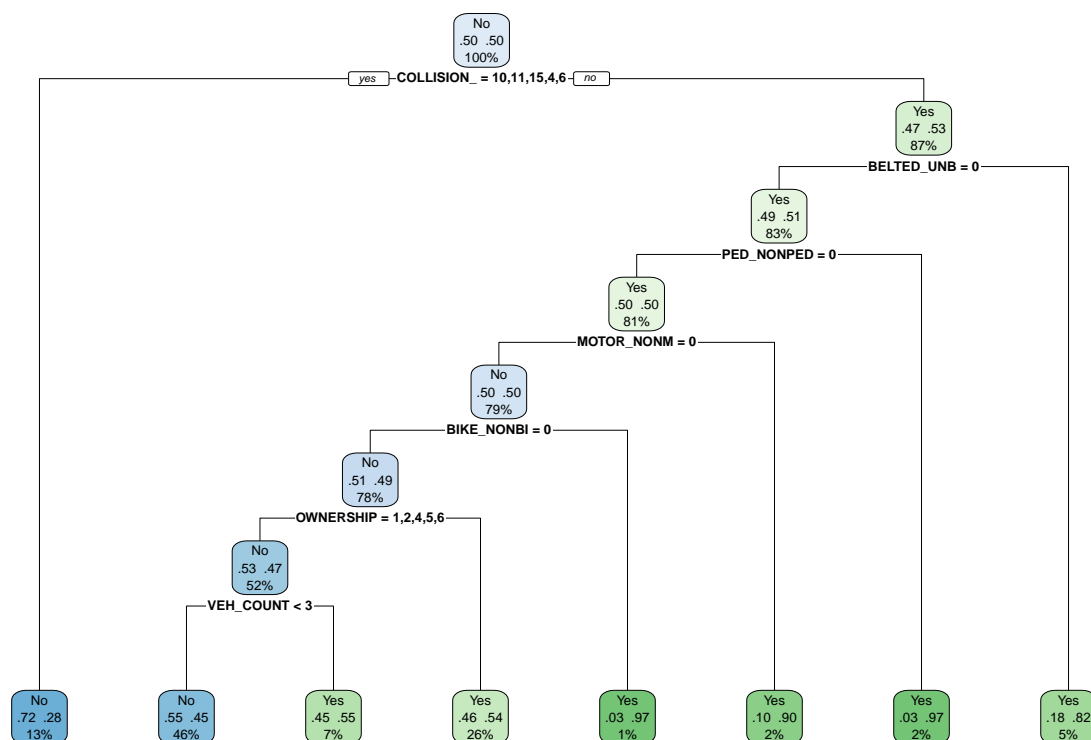 No
.50 .50
100%
yes COLLISION_ = 10,11,15,4,6 no
Yes
.47 .53
87%
BELTED_UNB = 0
Yes
.49 .51
83%
PED_NONPED = 0
Yes
.50 .50
81%
MOTOR_NONM = 0
No
.50 .50
79%
BIKE_NONBI = 0
No
.51 .49
78%
OWNERSHIP = 1,2,4,5,6
No
.53 .47
52%
VEH_COUNT < 3
No
.72 .28
13%
No
.55 .45
46%
Yes
.45 .55
7%
Yes
.46 .54
26%
Yes
.03 .97
1%
Yes
.10 .90
2%
Yes
.03 .97
2%
Yes
.18 .82
5%